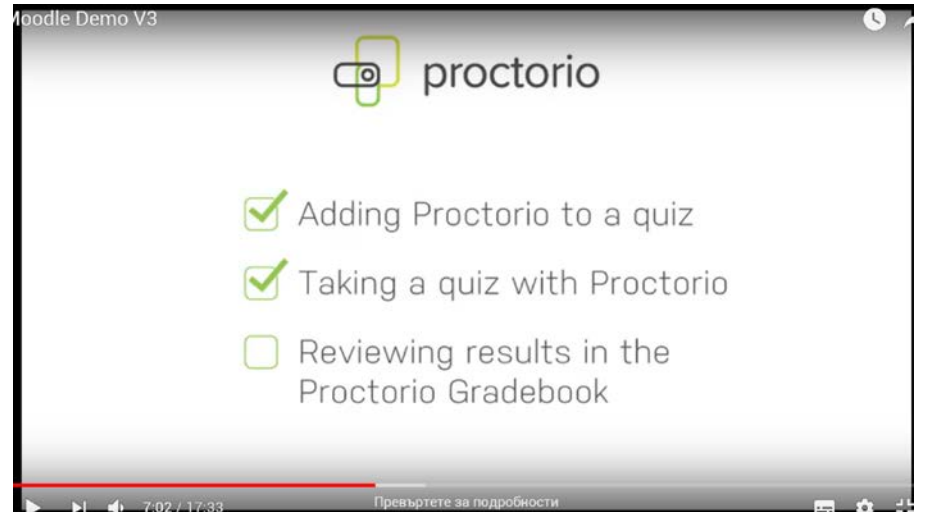 Moodle Demo V3
proctorio
Adding Proctorio to a quiz
Taking a quiz with Proctorio
Reviewing results in the
Proctorio Gradebook
7:02 / 17:33
Превъртете за подробности